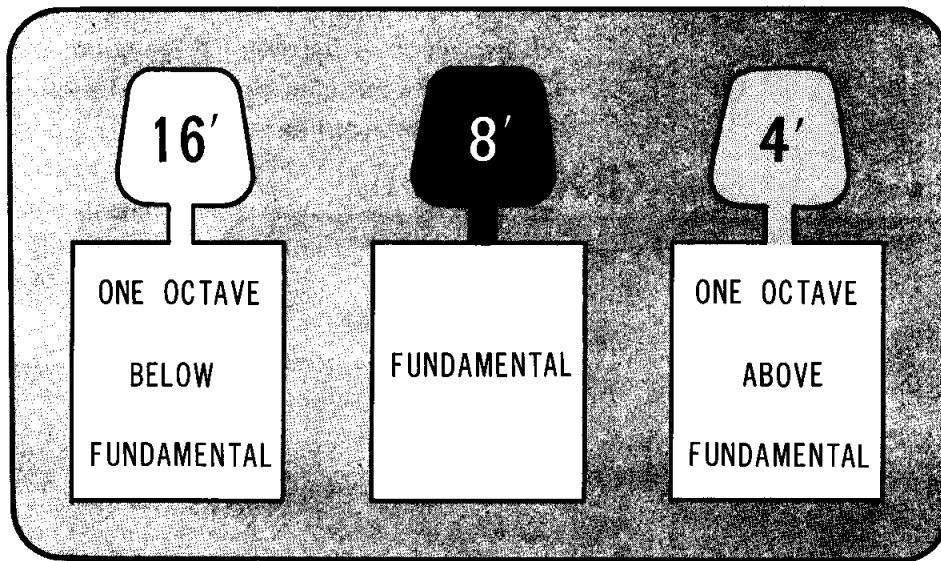 16′
8′
4′
ONE OCTAVE
BELOW
FUNDAMENTAL
FUNDAMENTAL
ONE OCTAVE
ABOVE
FUNDAMENTAL